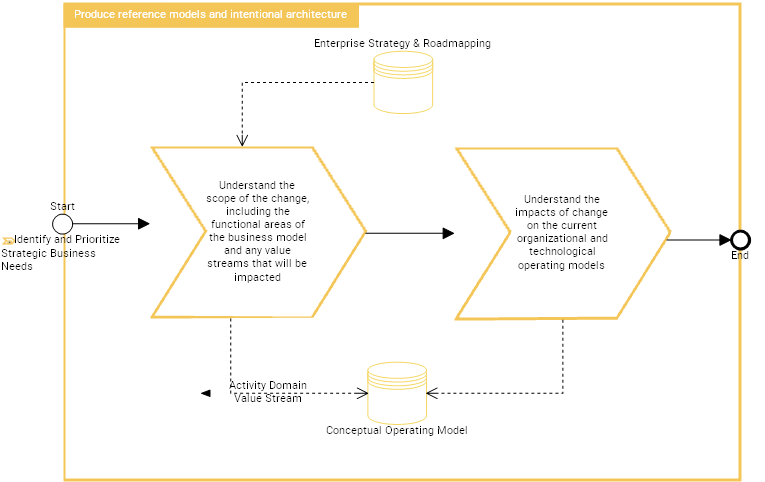 Produce reference models and intentional architecture
Enterprise Strategy & Roadmapping
Start
Identify and Prioritize
Strategic Business
Needs
Understand the
scope of the change,
including the
functional areas of
the business model
and any value
streams that will be
impacted
Understand the
impacts of change
on the current
organizational and
technological
operating models
End
Activity Domain
Value Stream
Conceptual Operating Model